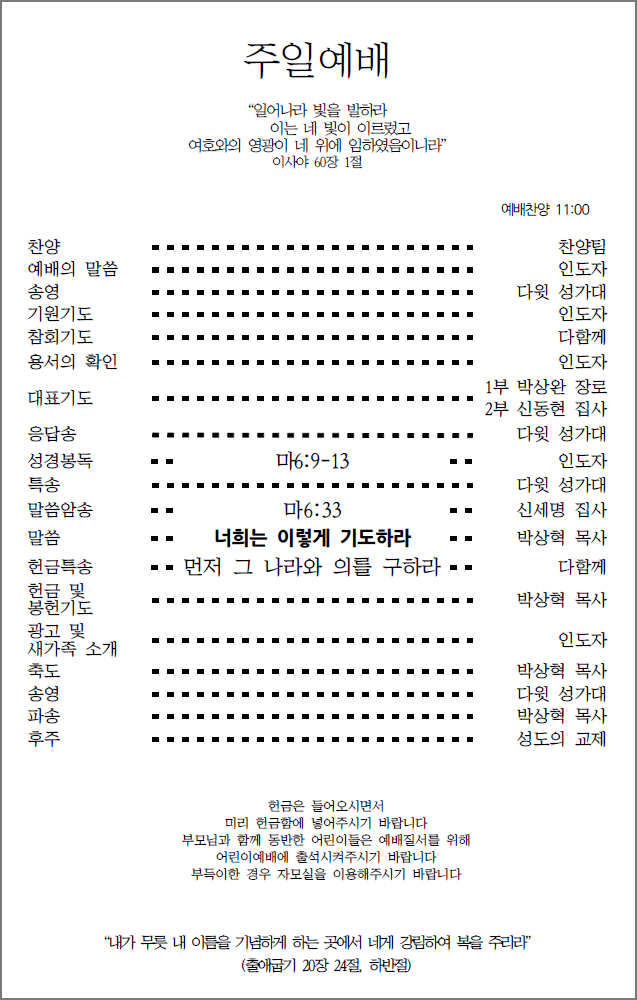 주일예배
“일어나라 빛을 발하라
이는 네 빛이 이르렀고
여호와의 영광이 네 위에 임하였음이니라”
이사야 60장 1절
예배찬양 11:00
찬양 찬양팀
예배의 말씀 인도자
송영 다윗 성가대
기원기도 인도자
참회기도 다함께
용서의 확인 인도자
대표기도 1부 박상완 장로
2부 신동현 집사
응답송 다윗 성가대
성경봉독 마6:9-13 인도자
특송 다윗 성가대
말씀암송 마6:33 신세명 집사
말씀 너희는 이렇게 기도하라 박상혁 목사
헌금특송 먼저 그 나라와 의를 구하라 다함께
헌금 및
봉헌기도 박상혁 목사
광고 및
새가족 소개 인도자
축도 박상혁 목사
송영 다윗 성가대
파송 박상혁 목사
후주 성도의 교제
헌금은 들어오시면서
미리 헌금함에 넣어주시기 바랍니다
부모님과 함께 동반한 어린이들은 예배질서를 위해
어린이예배에 출석시켜주시기 바랍니다
부득이한 경우 자모실을 이용해주시기 바랍니다
“내가 무릇 내 이름을 기념하게 하는 곳에서 네게 강림하여 복을 주리라”
(출애굽기 20장 24절, 하반절)